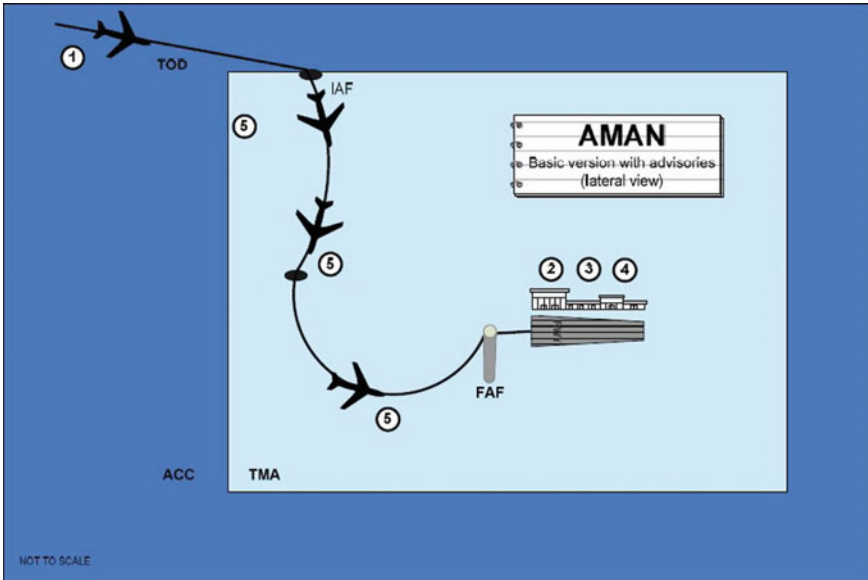 1
TOD
IAF
5
AMAN
Basic version with advisories
(lateral view)
5
2 3 4
FAF
5
ACC TMA
NOT TO SCALE